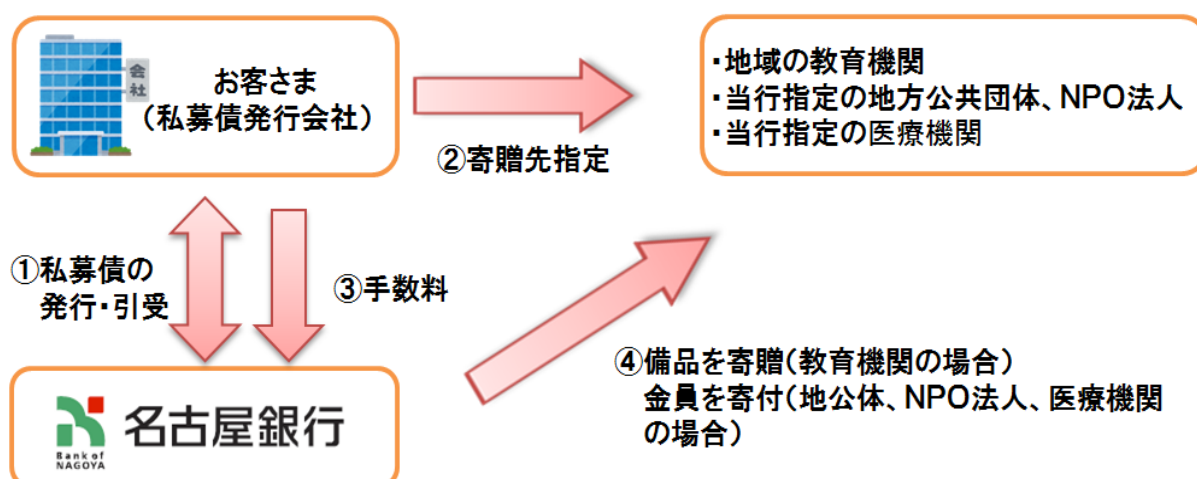 会
社
お客さま
（私募債発行会社）
②寄贈先指定
・地域の教育機関
・当行指定の地方公共団体、NPO法人
・当行指定の医療機関
①私募債の
発行・引受
③手数料
④備品を寄贈（教育機関の場合）
金員を寄付（地公体、NPO法人、医療機関
の場合）
Bank of
NAGOYA
名古屋銀行